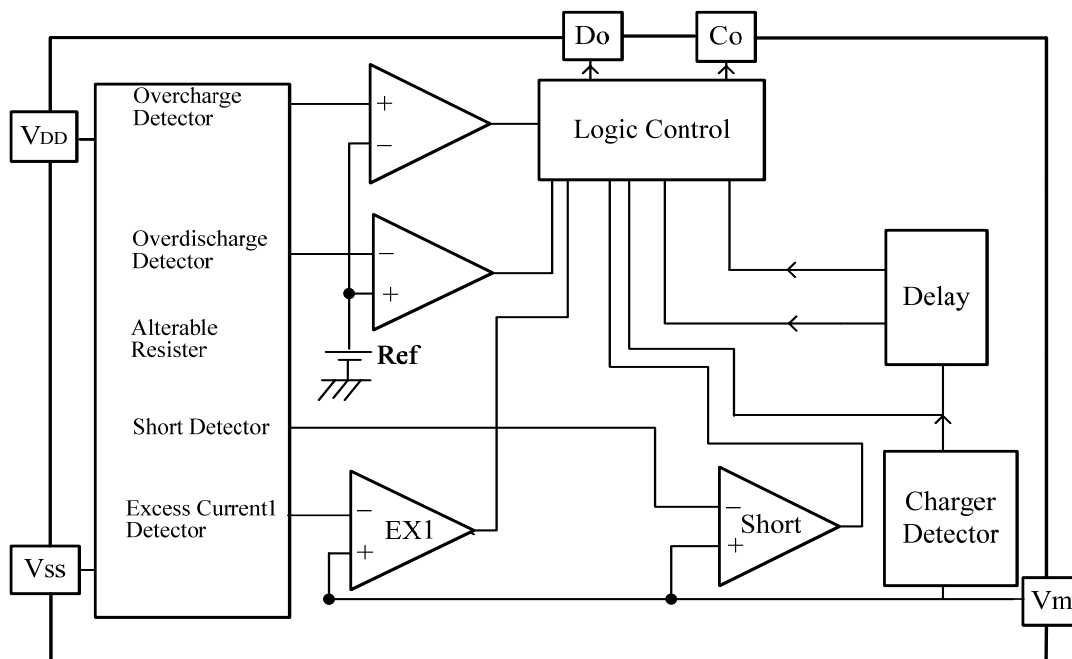 Do
Co
Overcharge
Detector
+
−
Logic Control
VDD
Overdischarge
Detector
−
+
Delay
Alterable
Resister
Ref
Short Detector
Excess Current1
Detector
−
EX1
+
−
Short
+
Charger
Detector
Vss
Vm